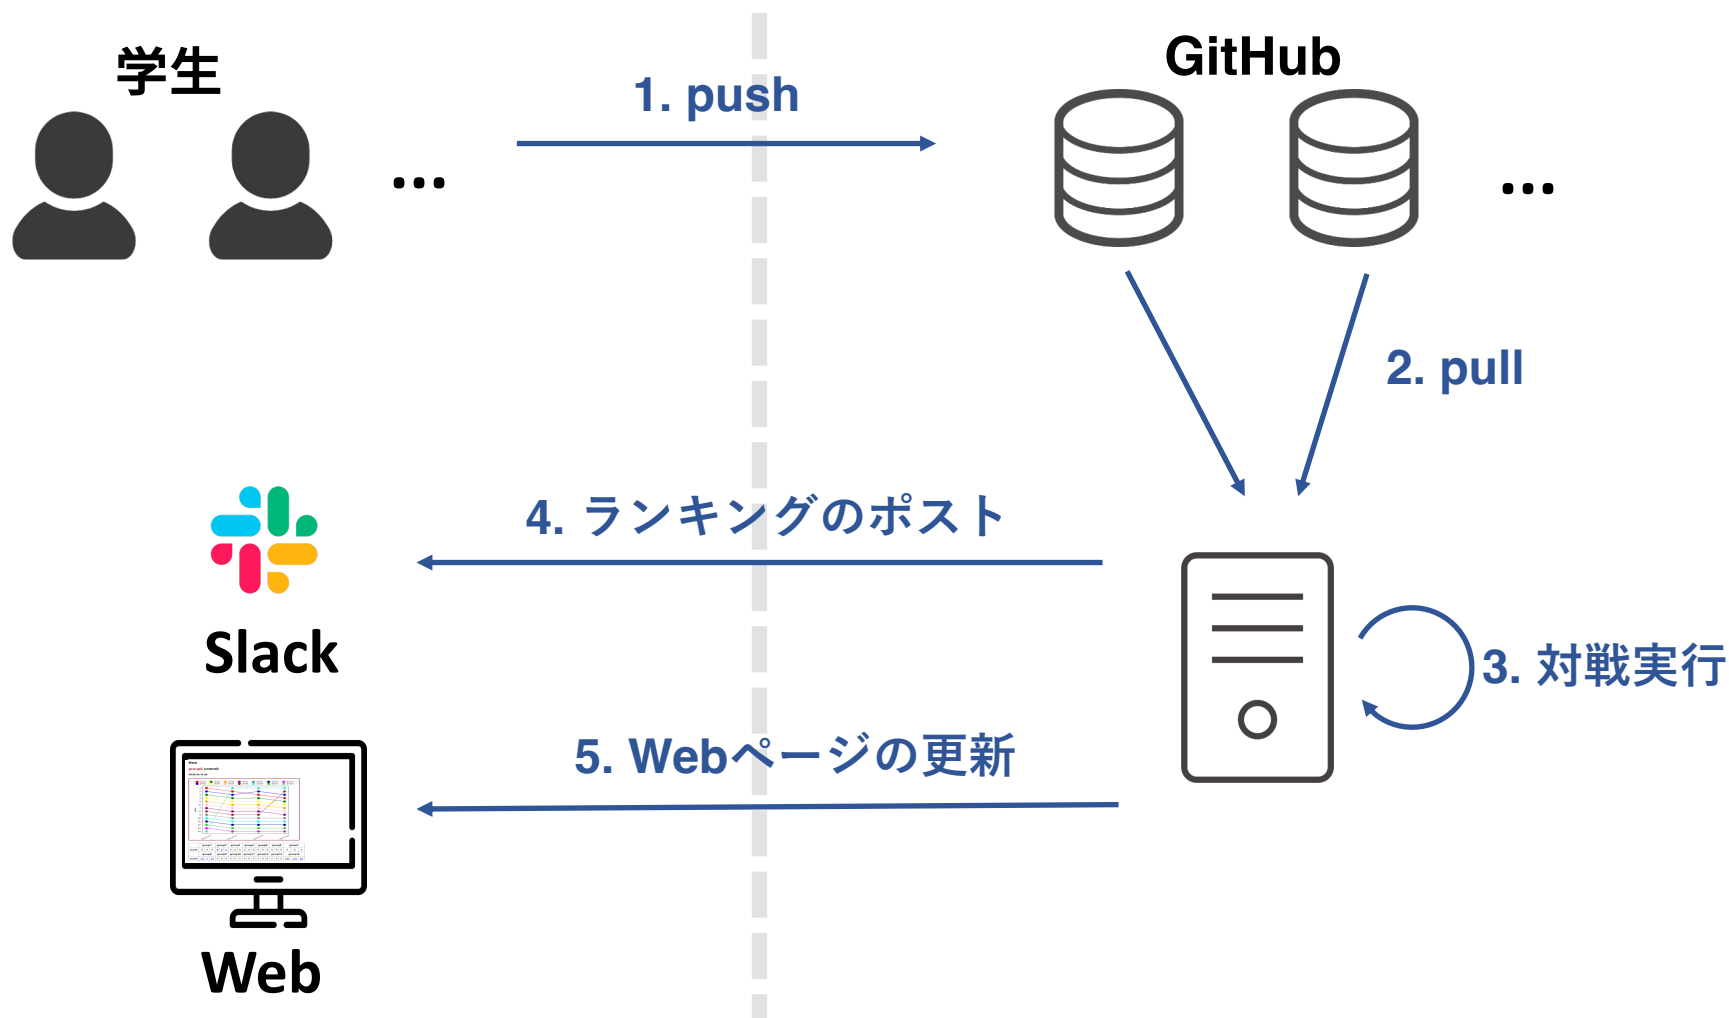 学生
GitHub
1. push
...
...
2. pull
4. ランキングのポスト
Slack
3. 対戦実行
5. Webページの更新
Web